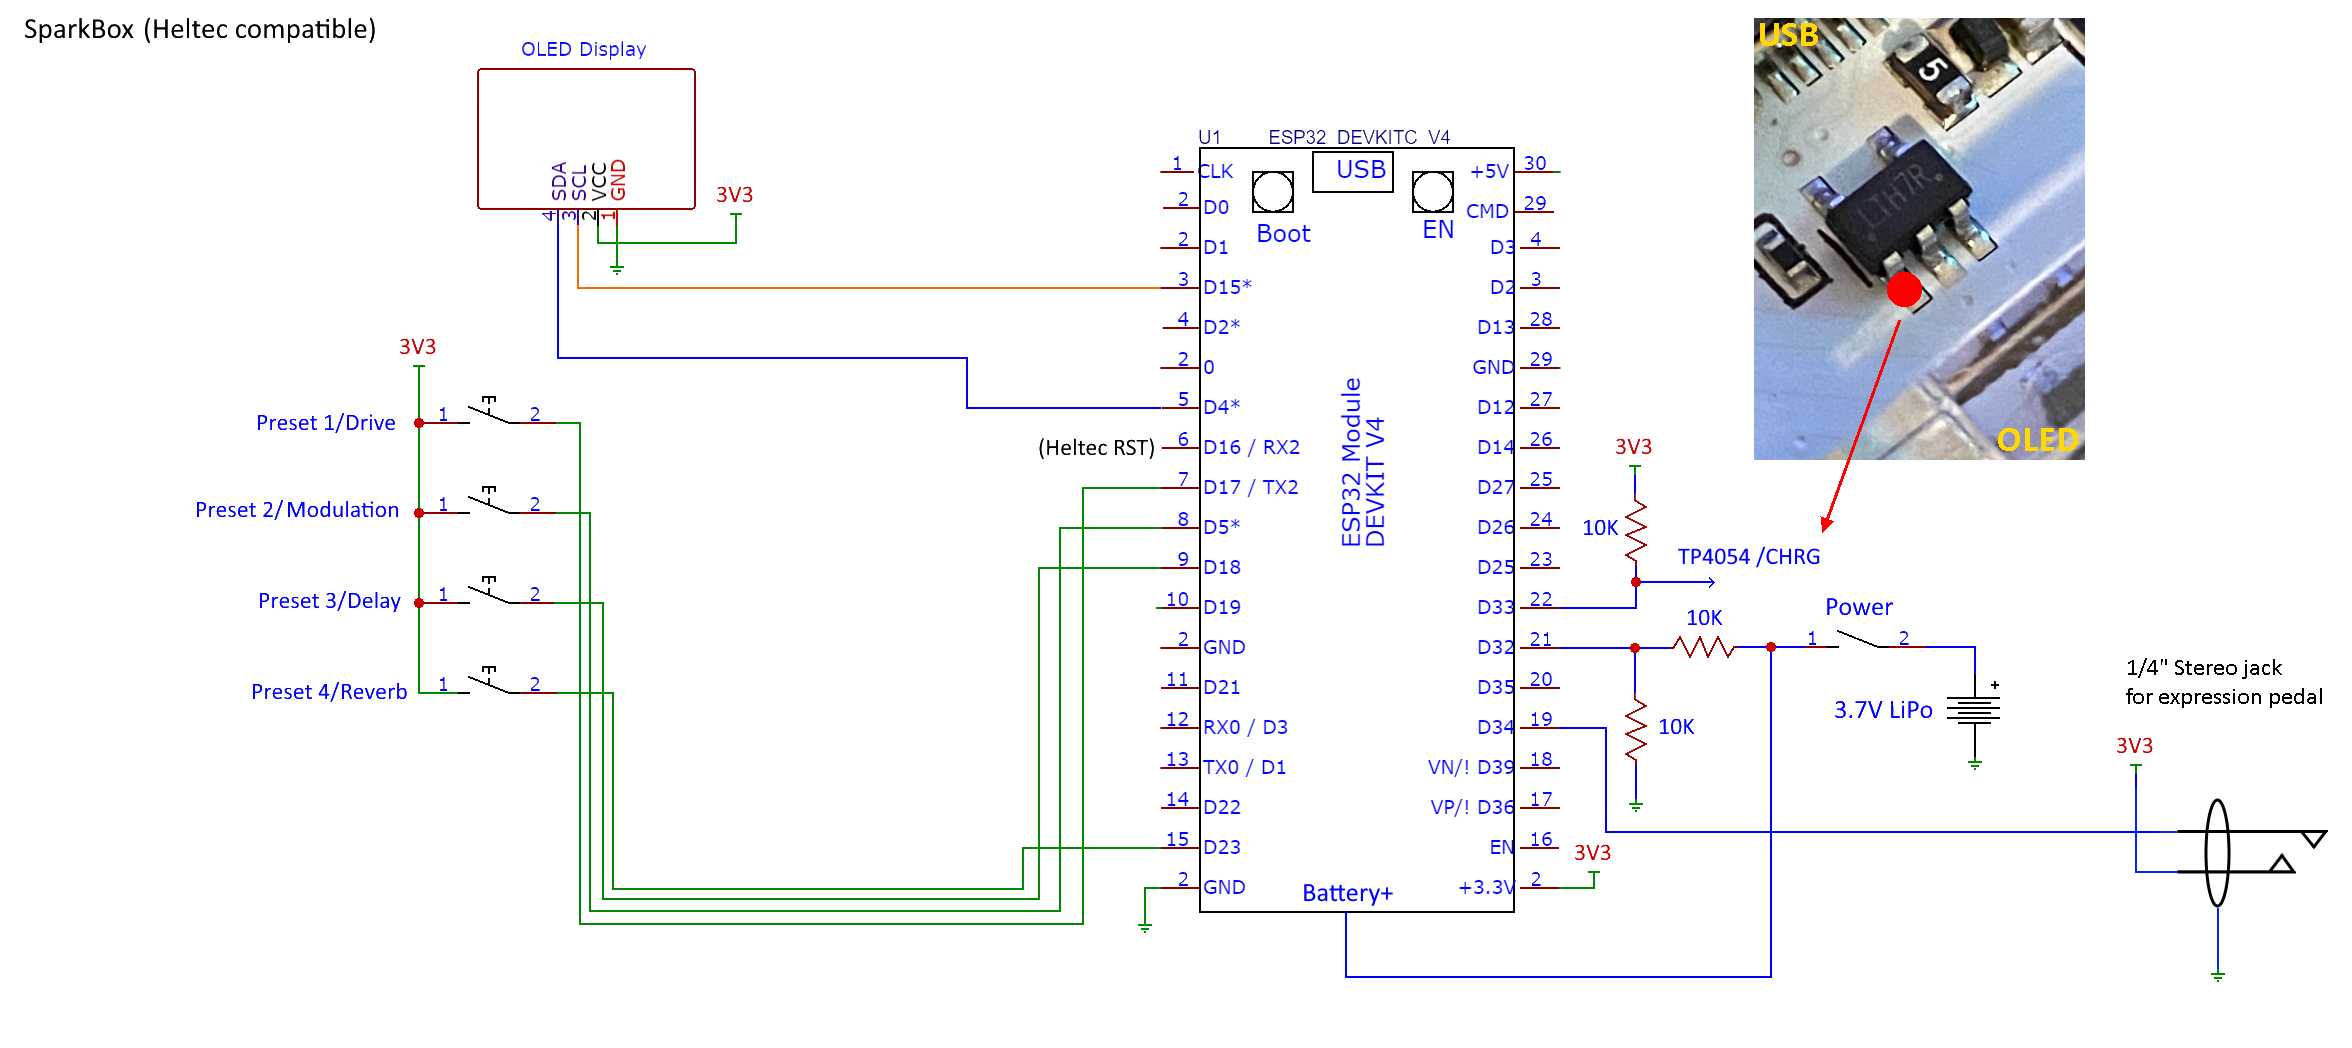 SparkBox (Heltec compatible)
OLED Display
SDA
SCL
VCC
GND
4
3
2
1
3V3
3V3
Preset 1/Drive
1
2
Preset 2/Modulation
1
2
Preset 3/Delay
1
2
Preset 4/Reverb
1
2
U1
ESP32 DEVKITC V4
USB
Boot
EN
ESP32 Module
DEVKIT V4
Battery+
1 CLK
2 D0
2 D1
3 D15*
4 D2*
2 0
5 D4*
(Heltec RST) 6 D16 / RX2
7 D17 / TX2
8 D5*
9 D18
10 D19
2 GND
11 D21
12 RX0 / D3
13 TX0 / D1
14 D22
15 D23
2 GND
+5V 30
CMD 29
D3 4
D2 3
D13 28
GND 29
D12 27
D14 26
D27 25
D26 24
D25 23
D33 22
D32 21
D35 20
D34 19
VN/! D39 18
VP/! D36 17
EN 16
+3.3V 2
3V3
3V3
10K
TP4054 /CHRG
10K
10K
Power
1
2
+
3.7V LiPo
1/4" Stereo jack
for expression pedal
3V3
USB
5
TH7R
OLED